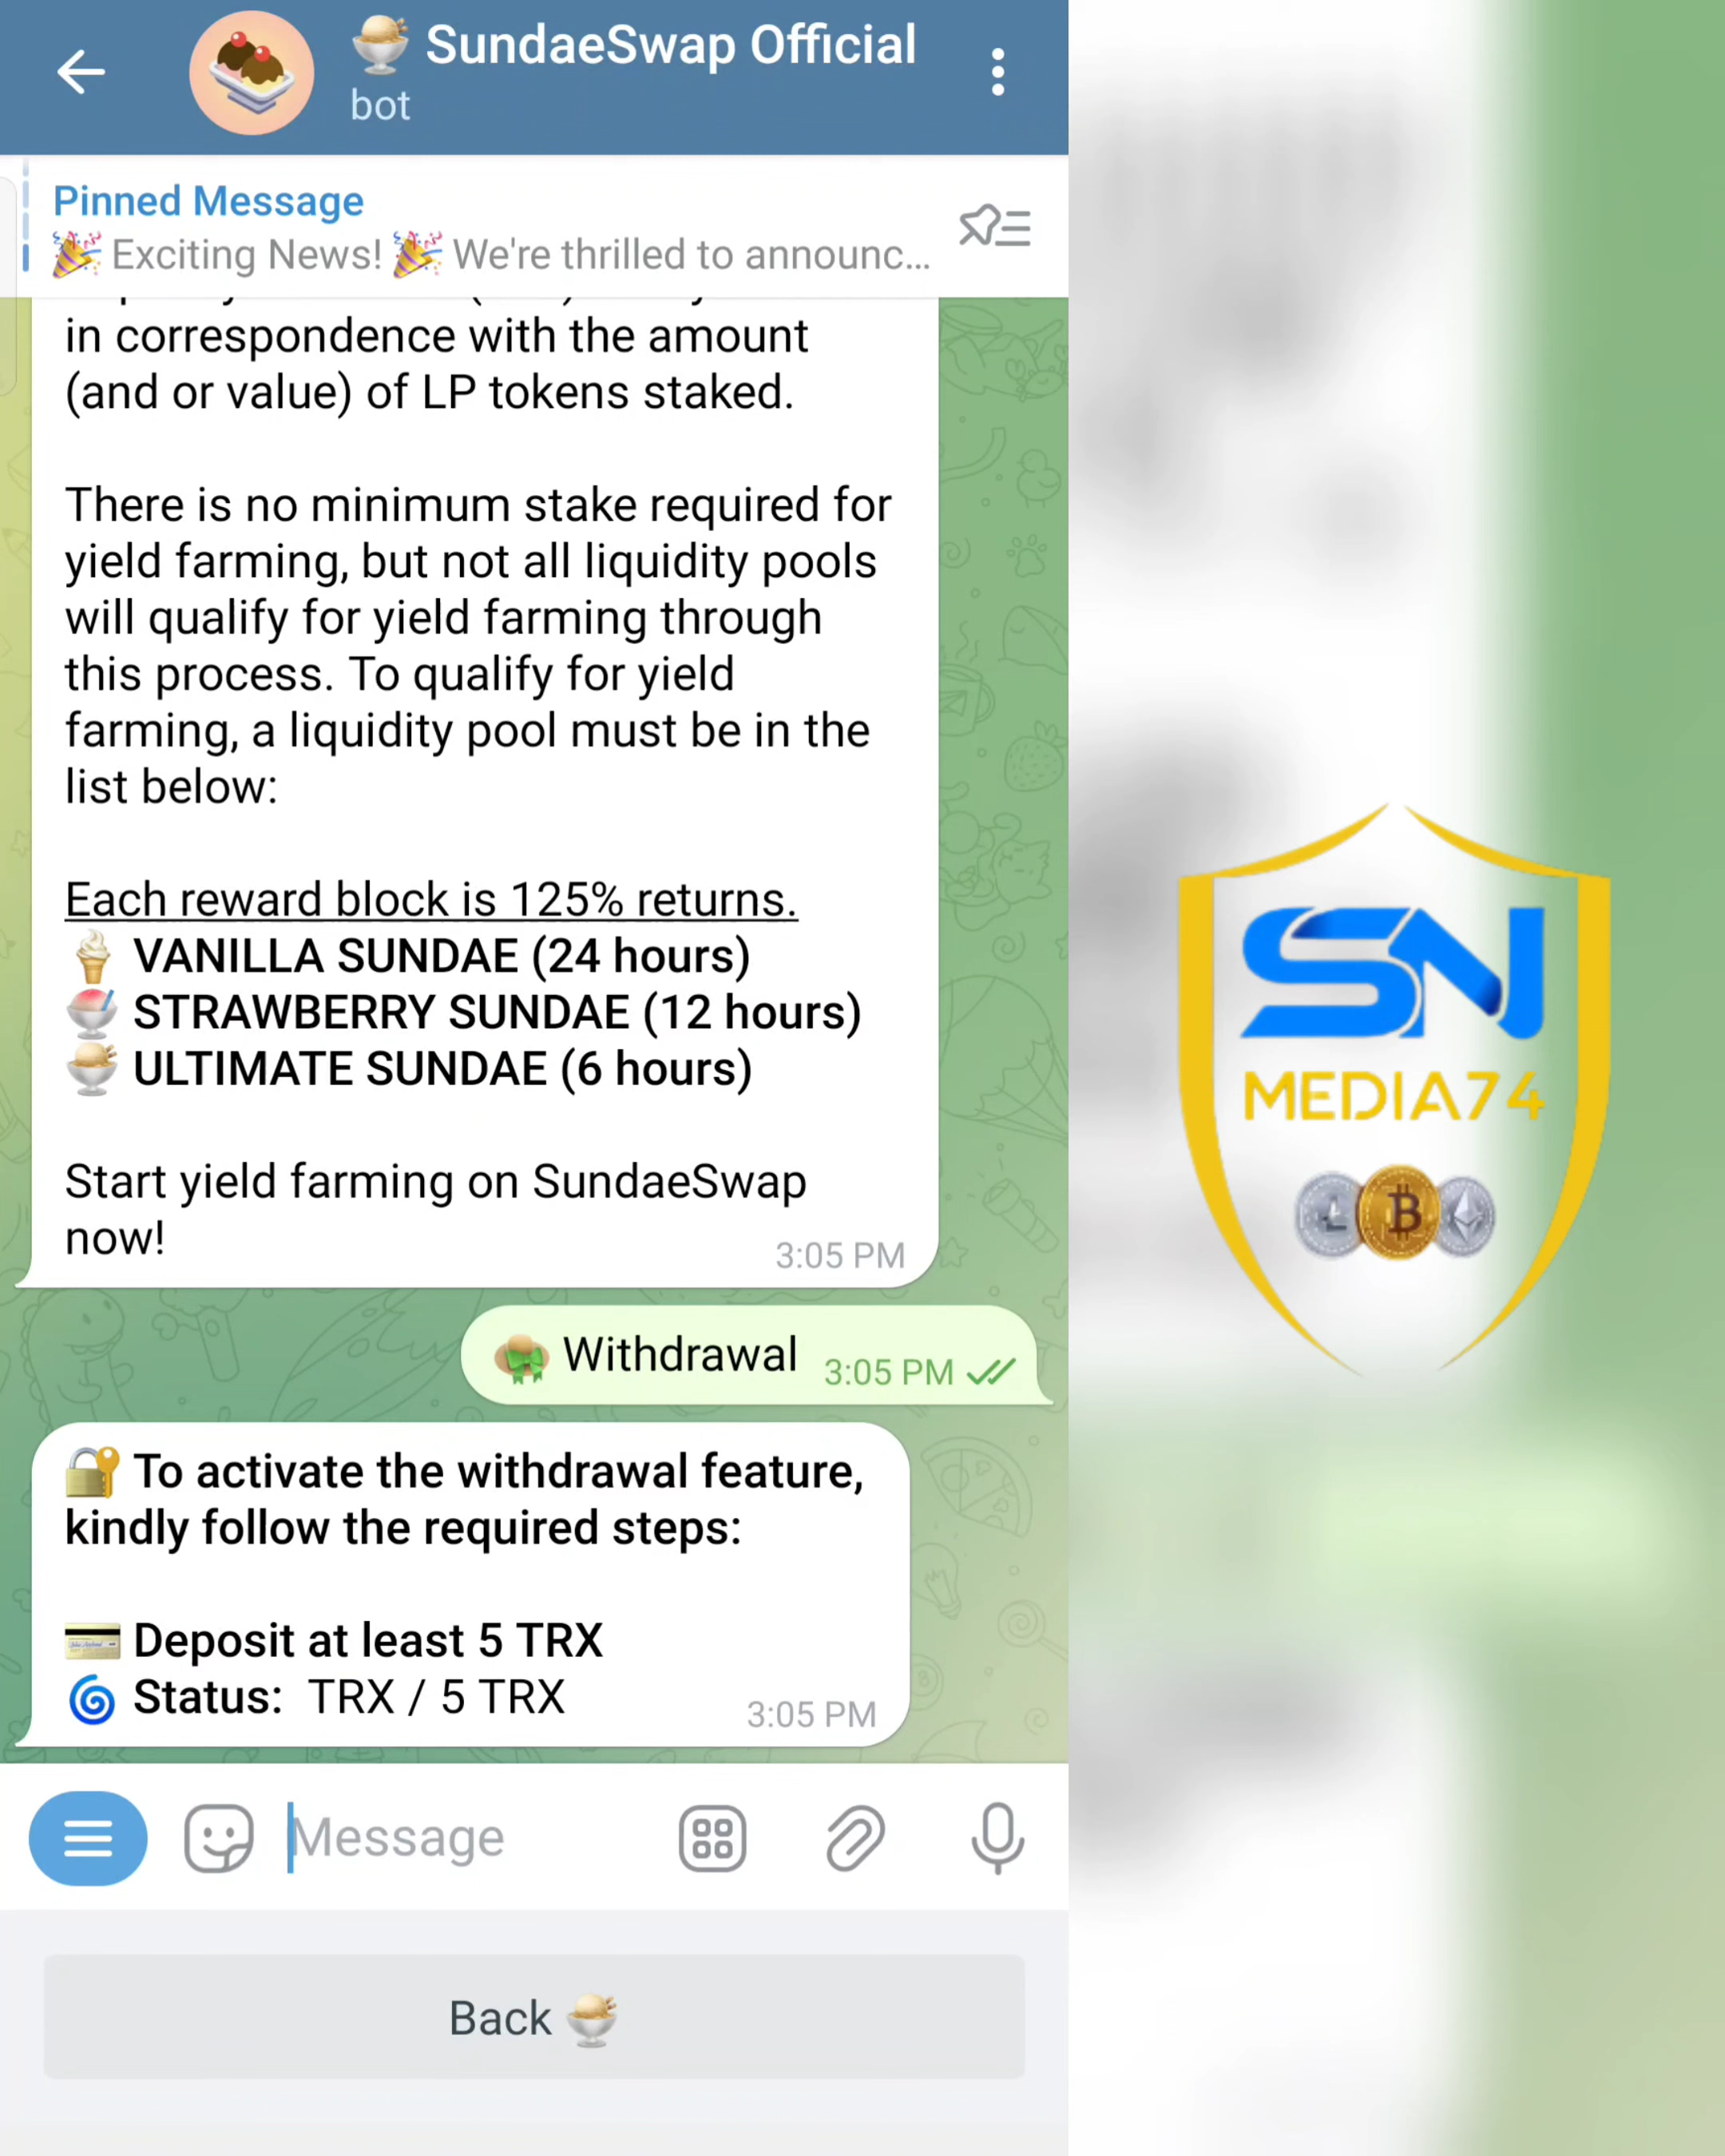 SundaeSwap Official
bot
Pinned Message
Exciting News! We're thrilled to announc...
in correspondence with the amount
(and or value) of LP tokens staked.
There is no minimum stake required for
yield farming, but not all liquidity pools
will qualify for yield farming through
this process. To qualify for yield
farming, a liquidity pool must be in the
list below:
Each reward block is 125% returns.
VANILLA SUNDAE (24 hours)
STRAWBERRY SUNDAE (12 hours)
ULTIMATE SUNDAE (6 hours)
Start yield farming on SundaeSwap
now!
3:05 PM
Withdrawal 3:05 PM
To activate the withdrawal feature,
kindly follow the required steps:
Deposit at least 5 TRX
Status: TRX / 5 TRX
3:05 PM
Message
Back
SN
MEDIA74